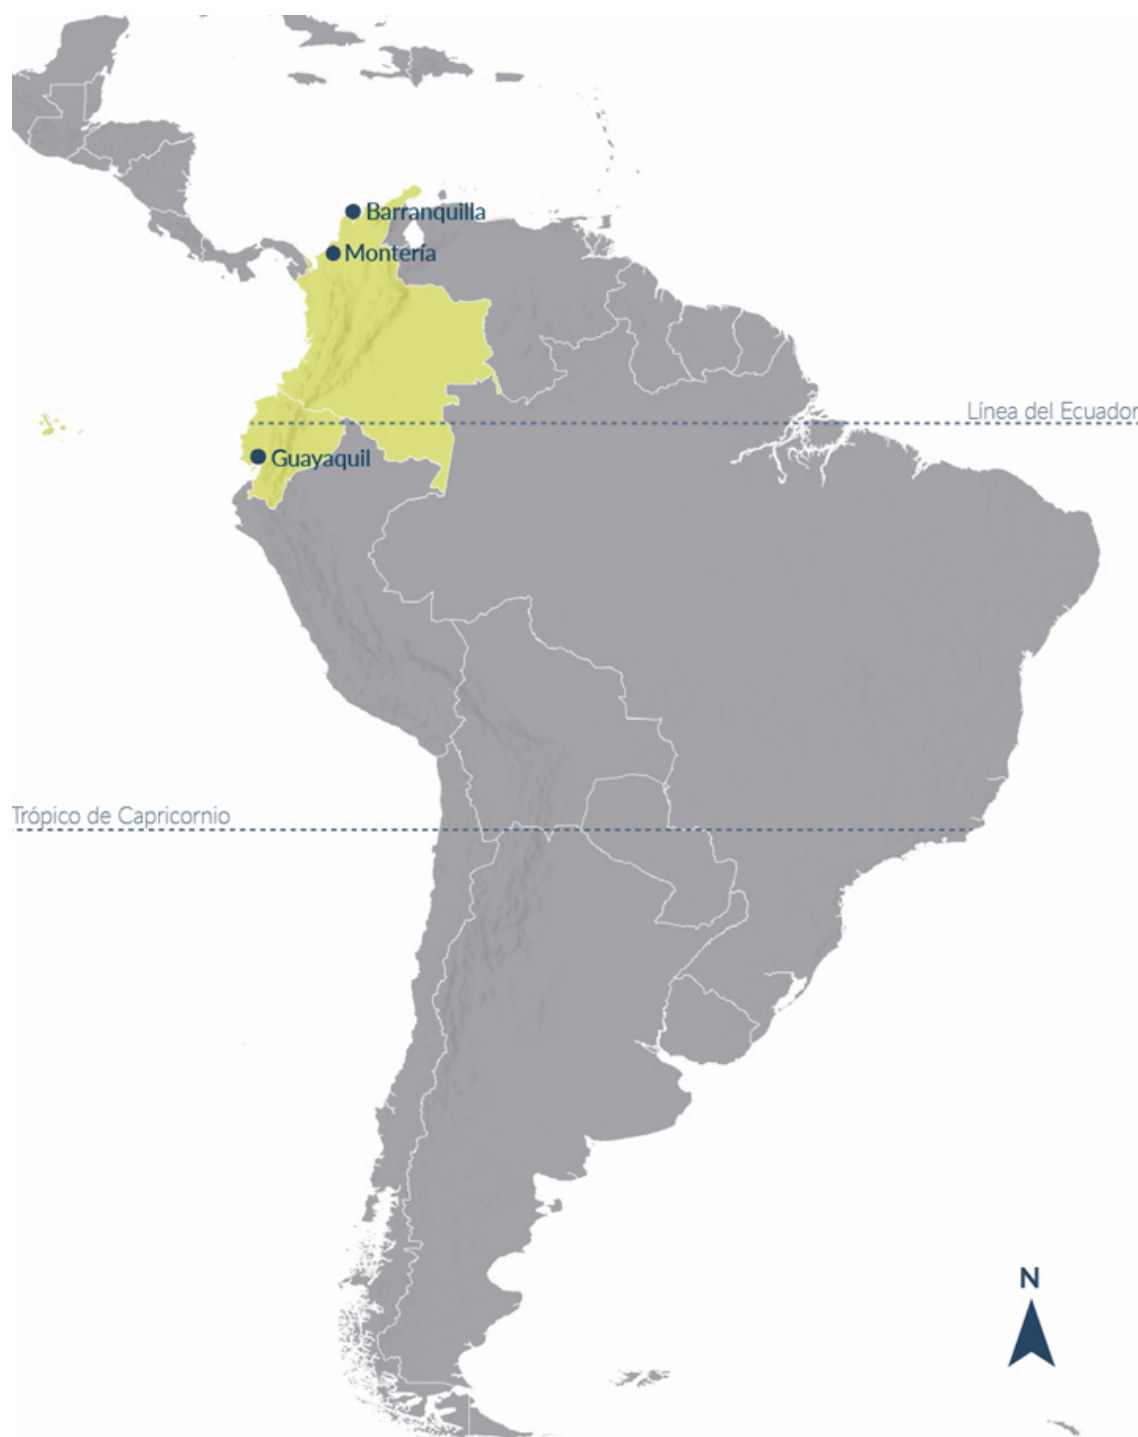 Barranquilla
Montería
Línea del Ecuador
Guayaquil
Trópico de Capricornio
N